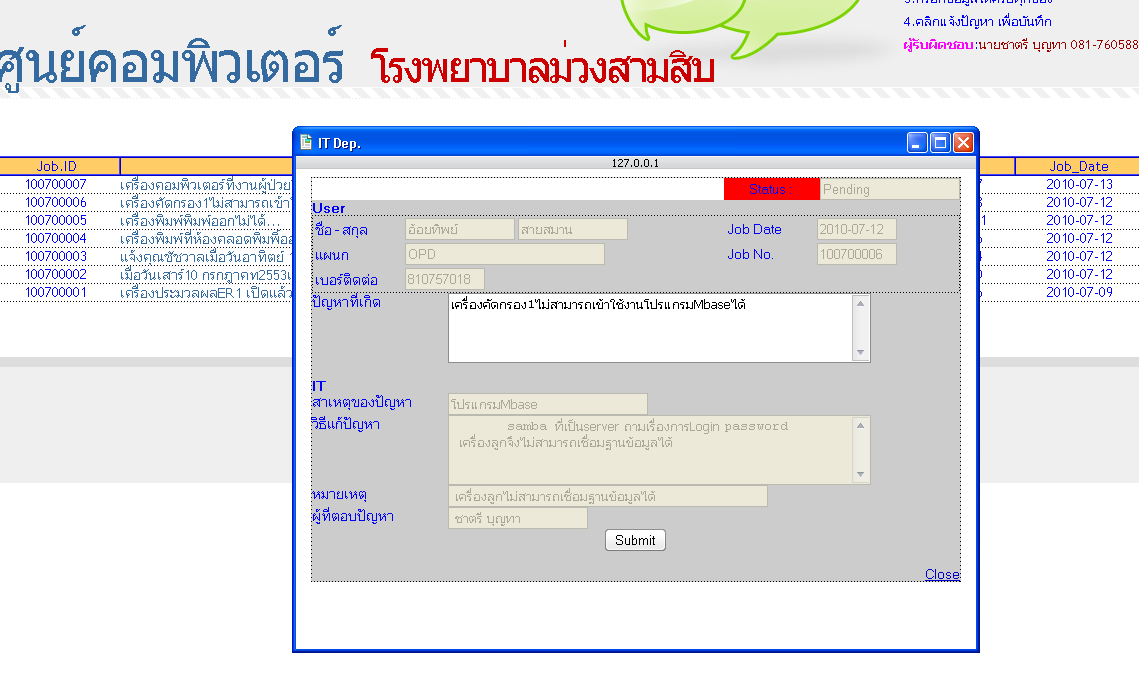 4.คลิกแจ้งปัญหา เพื่อบันทึก
ผู้รับผิดชอบ:นายชาตรี บุญทา 081-760588
ศูนย์คอมพิวเตอร์ โรงพยาบาลม่วงสามสิบ
IT Dep.
127.0.0.1
Job.ID Job_Date
100700007 เครื่องคอมพิวเตอร์ที่งานผู้ป่วย 2010-07-13
100700006 เครื่องคัดกรอง1ไม่สามารถเข้า 2010-07-12
100700005 เครื่องพิมพ์พิมพ์ออกไม่ได้... 2010-07-12
100700004 เครื่องพิมพ์ที่ห้องคลอดพิมพ์ออ 2010-07-12
100700003 แจ้งคุณชัชวาลเมื่อวันอาทิตย์ 2010-07-12
100700002 เมื่อวันเสาร์10 กรกฎาคท2553เ 2010-07-12
100700001 เครื่องประมวลผลER1 เปิดแล้ว 2010-07-09
Status Pending
User
ชื่อ - สกุล อ้อยทิพย์ สายสมาน Job Date 2010-07-12
แผนก OPD Job No. 100700006
เบอร์ติดต่อ 810757018
ปัญหาที่เกิด เครื่องคัดกรอง1ไม่สามารถเข้าใช้งานโปรแกรมMbaseได้
IT
สาเหตุของปัญหา โปรแกรมMbase
วิธีแก้ปัญหา samba ที่เป็นserver ถามเรื่องการLogin password
เครื่องลูกจึงไม่สามารถเชื่อมฐานข้อมูลได้
หมายเหตุ เครื่องลูกไม่สามารถเชื่อมฐานข้อมูลได้
ผู้ที่ตอบปัญหา ชาตรี บุญทา
Submit
Close